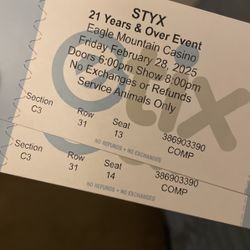 STYX
21 Years & Over Event
Eagle Mountain Casino
Friday February 28, 2025
Doors 6:00pm Show 8:00pm
No Exchanges or Refunds
Service Animals Only
Section Row Seat 386903390
C3 31 13 COMP
NO REFUNDS • NO EXCHANGES
Section Row Seat 386903390
C3 31 14 COMP
NO REFUNDS • NO EXCHANGES
tix